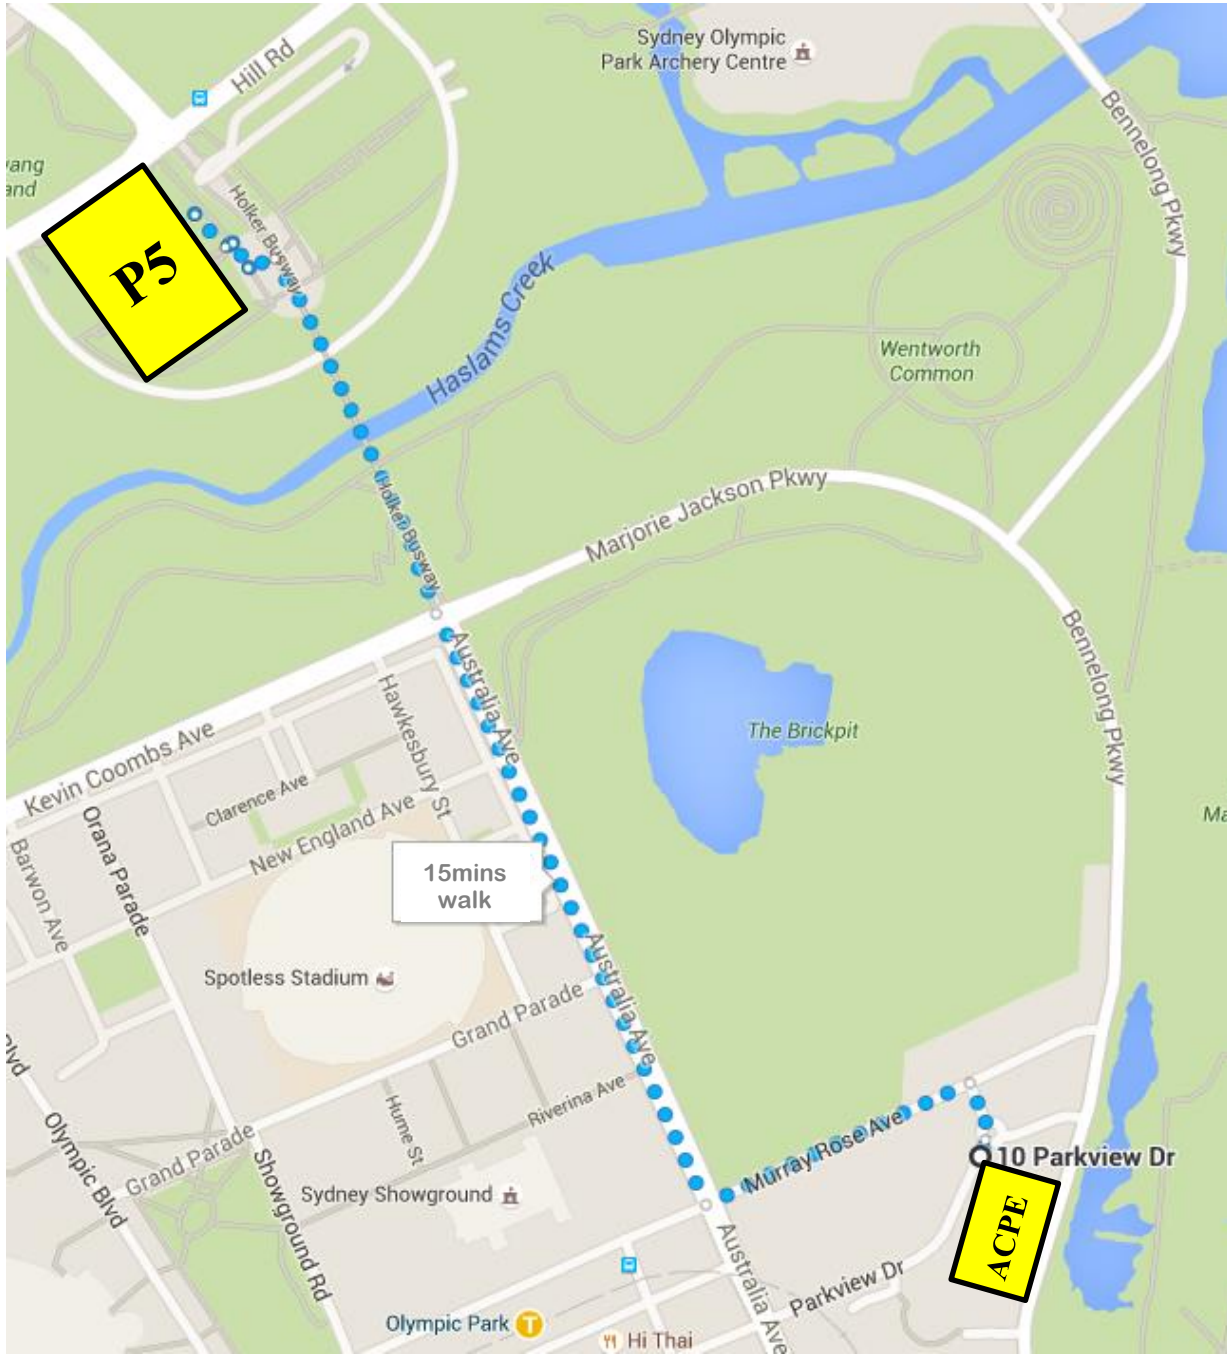 Sydney Olympic
Park Archery Centre
Hill Rd
Bennelong Pkwy
Holker Busway
P5
Haslams Creek
Wentworth
Common
Marjorie Jackson Pkwy
Holker Busway
Bennelong Pkwy
Australia Ave
Hawkesbury St
The Brickpit
Kevin Coombs Ave
Clarence Ave
Orana Parade
New England Ave
Barwon Ave
15mins
walk
Spotless Stadium
Australia Ave
Grand Parade
Riverina Ave
Hume St
Olympic Blvd
Grand Parade
Showground Rd
Murray Rose Ave
10 Parkview Dr
Sydney Showground
ACPE
Australia Ave
Parkview Dr
Olympic Park
T
Hi Thai